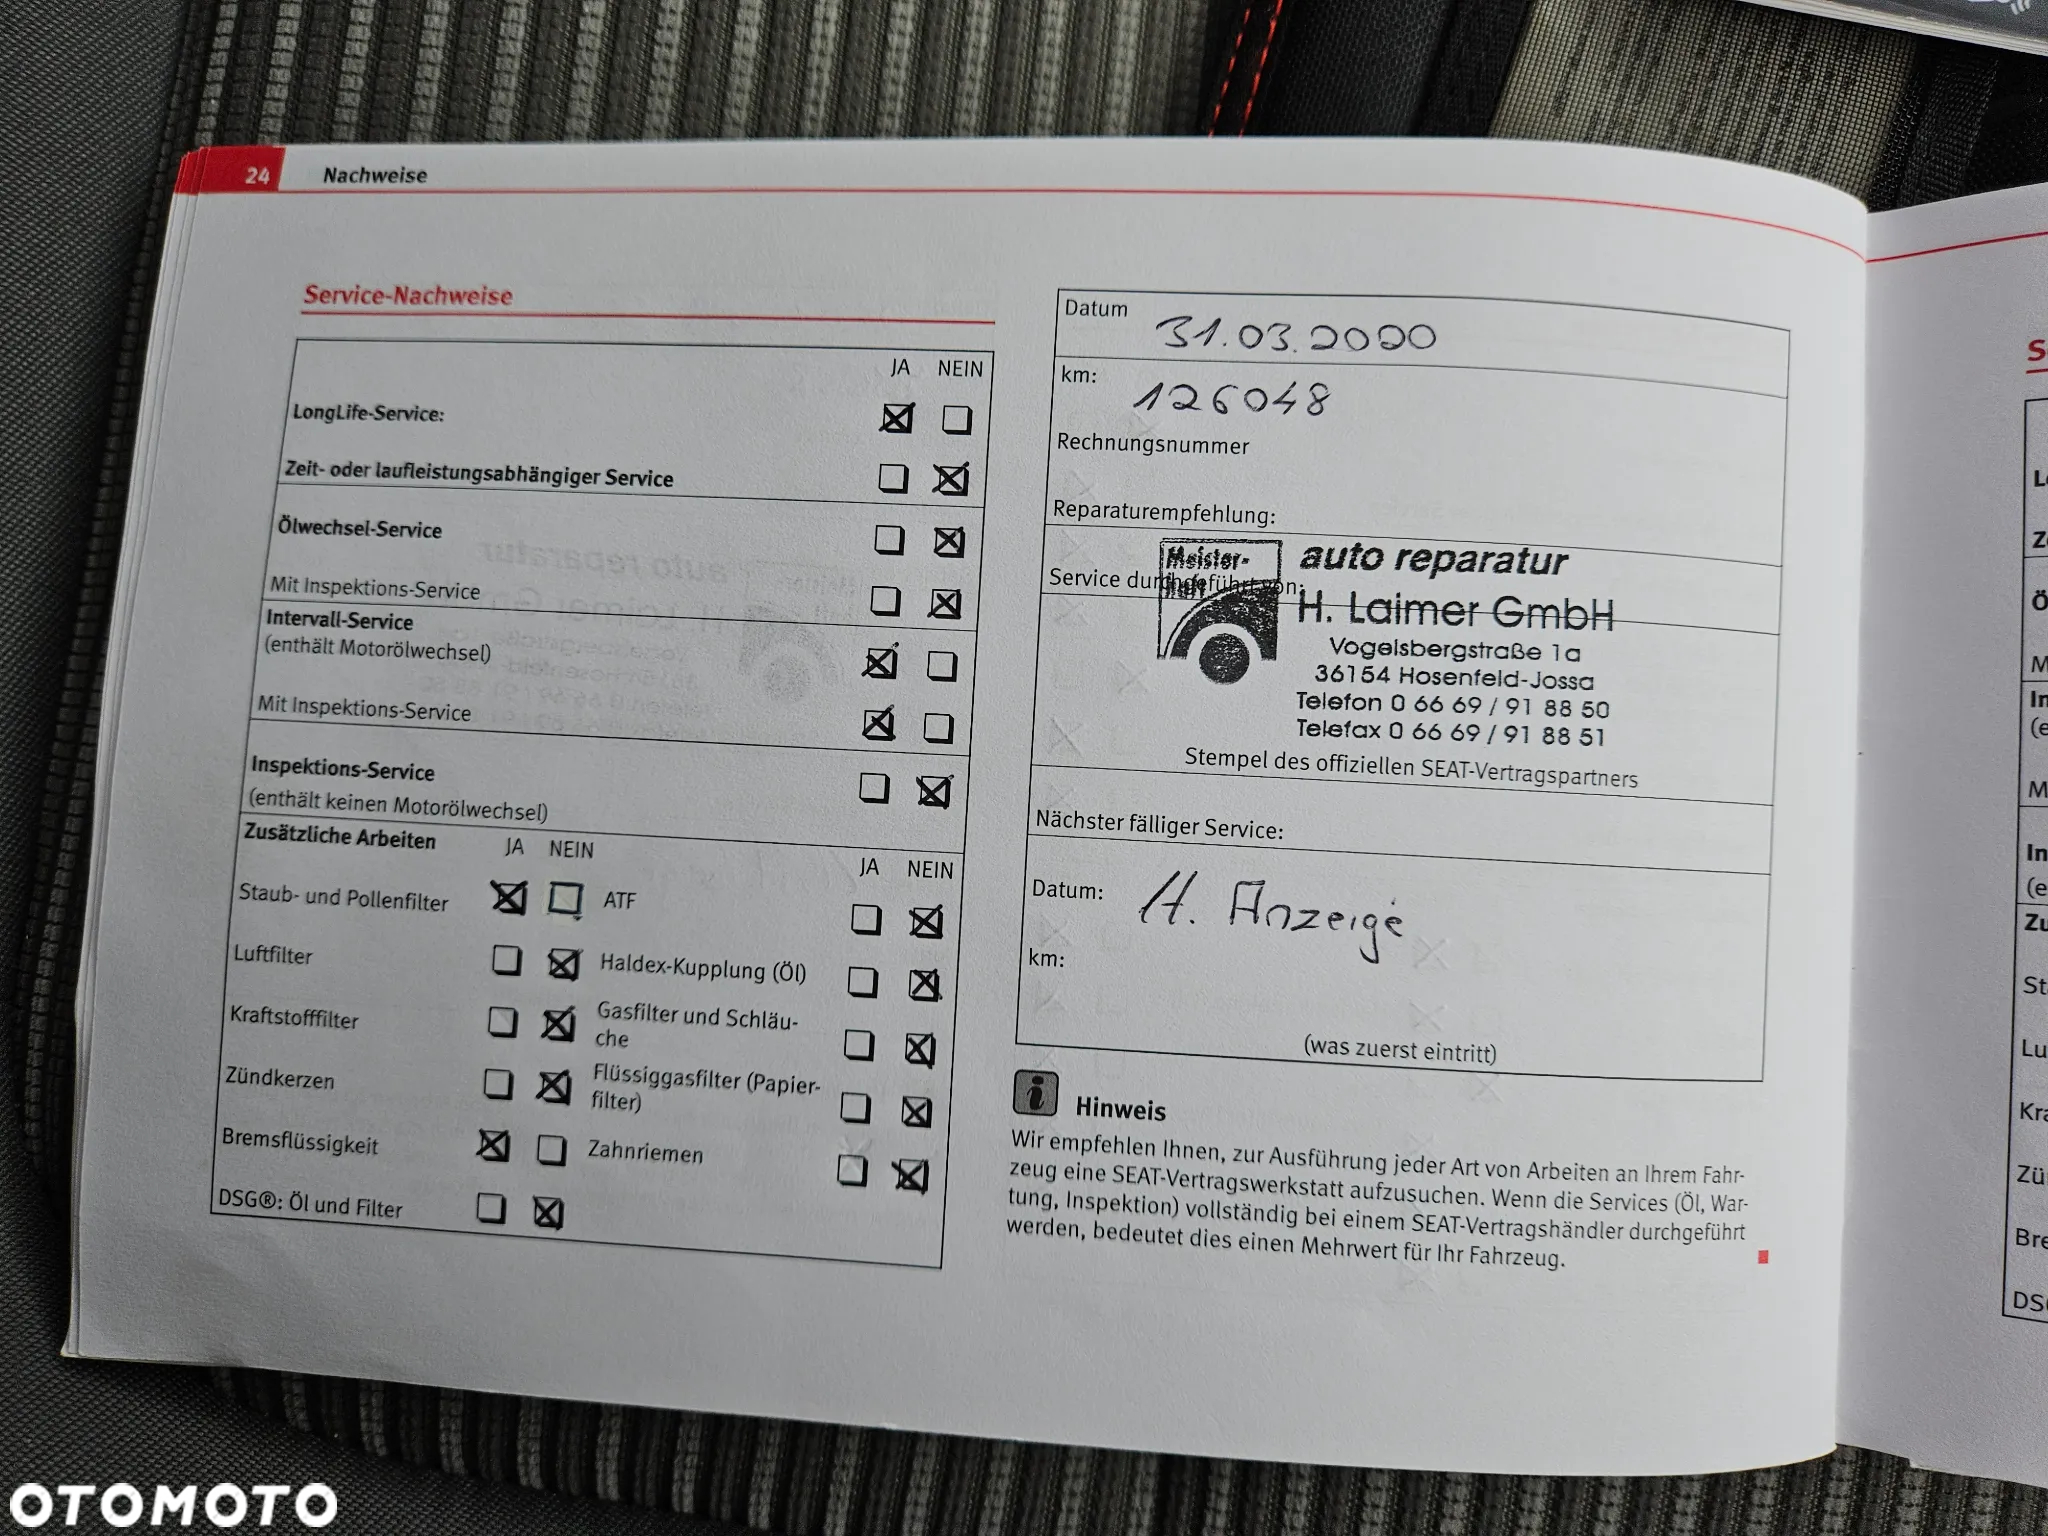 24 Nachweise
Service-Nachweise
JA NEIN
LongLife-Service:
Zeit- oder laufleistungsabhängiger Service
Ölwechsel-Service
Mit Inspektions-Service
Intervall-Service
(enthält Motorölwechsel)
Mit Inspektions-Service
Inspektions-Service
(enthält keinen Motorölwechsel)
Zusätzliche Arbeiten JA NEIN JA NEIN
Staub- und Pollenfilter ATF
Luftfilter Haldex-Kupplung (Öl)
Kraftstofffilter Gasfilter und Schläu-
che
Zündkerzen Flüssiggasfilter (Papier-
filter)
Bremsflüssigkeit Zahnriemen
DSG®: Öl und Filter
Datum 31.03.2020
km: 126048
Rechnungsnummer
Reparaturempfehlung:
Service durchgeführt von:
Meister-
haft
auto reparatur
H. Laimer GmbH
Vogelsbergstraße 1a
36154 Hosenfeld-Jossa
Telefon 0 66 69 / 91 88 50
Telefax 0 66 69 / 91 88 51
Stempel des offiziellen SEAT-Vertragspartners
Nächster fälliger Service:
Datum: H. Anzeige
km:
(was zuerst eintritt)
i Hinweis
Wir empfehlen Ihnen, zur Ausführung jeder Art von Arbeiten an Ihrem Fahr-
zeug eine SEAT-Vertragswerkstatt aufzusuchen. Wenn die Services (Öl, War-
tung, Inspektion) vollständig bei einem SEAT-Vertragshändler durchgeführt
werden, bedeutet dies einen Mehrwert für Ihr Fahrzeug.
OTOMOTO